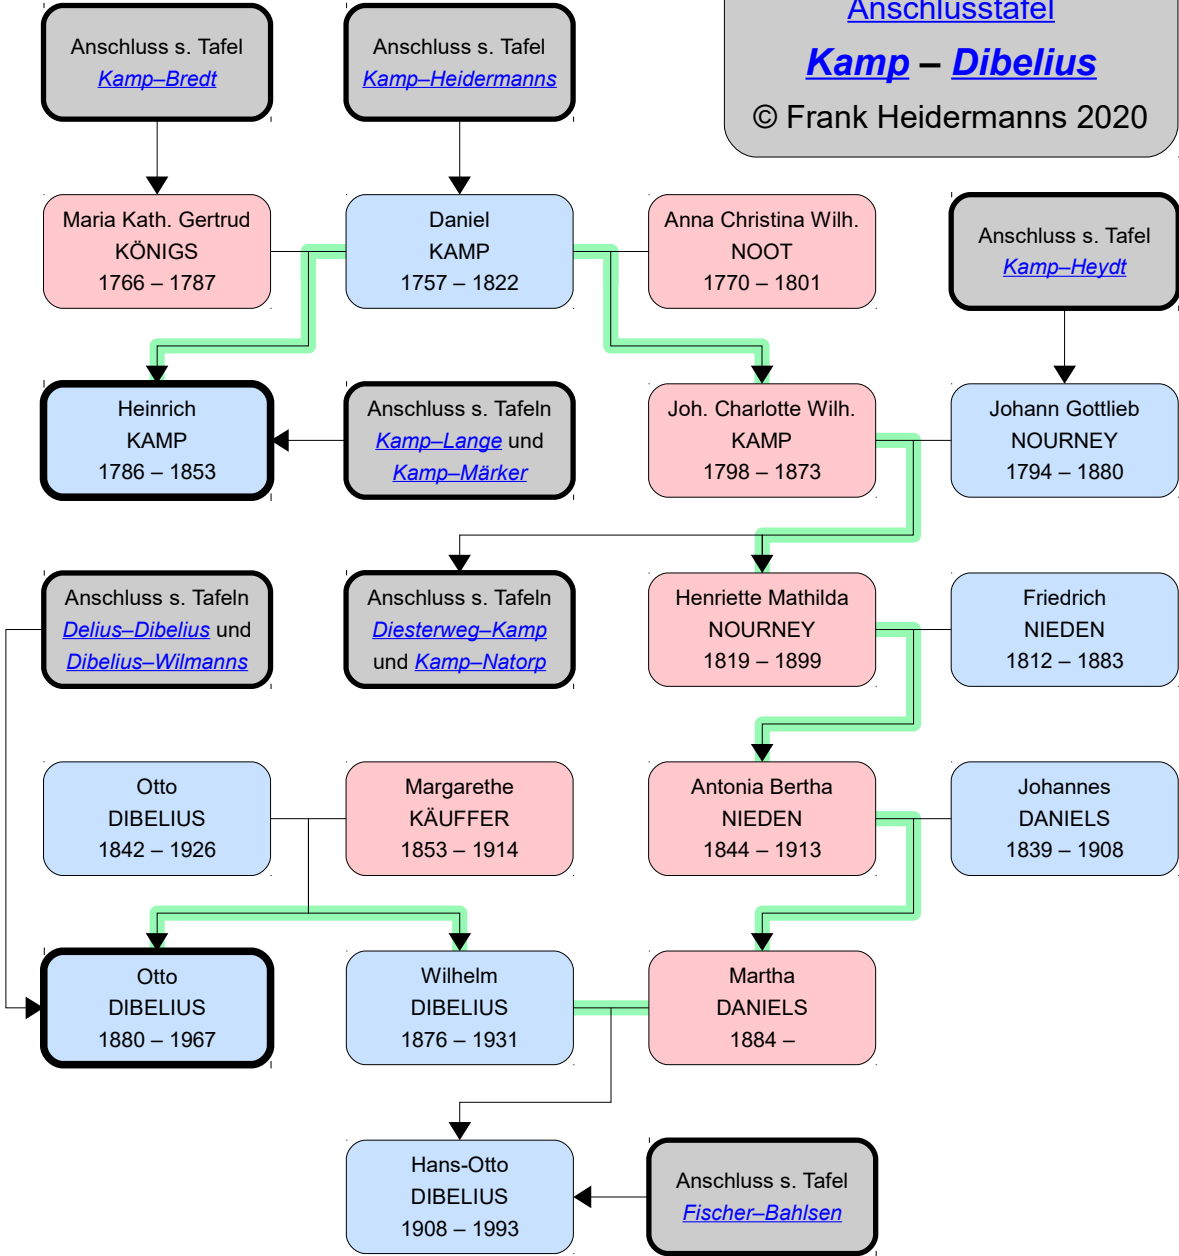 Anschlusstafel
Kamp – Dibelius
© Frank Heidermanns 2020
Anschluss s. Tafel
Kamp–Bredt
Anschluss s. Tafel
Kamp–Heidermanns
Maria Kath. Gertrud
KÖNIGS
1766 – 1787
Daniel
KAMP
1757 – 1822
Anna Christina Wilh.
NOOT
1770 – 1801
Anschluss s. Tafel
Kamp–Heydt
Heinrich
KAMP
1786 – 1853
Anschluss s. Tafeln
Kamp–Lange und
Kamp–Märker
Joh. Charlotte Wilh.
KAMP
1798 – 1873
Johann Gottlieb
NOURNEY
1794 – 1880
Anschluss s. Tafeln
Delius–Dibelius und
Dibelius–Wilmanns
Anschluss s. Tafeln
Diesterweg–Kamp
und Kamp–Natorp
Henriette Mathilda
NOURNEY
1819 – 1899
Friedrich
NIEDEN
1812 – 1883
Otto
DIBELIUS
1842 – 1926
Margarethe
KÄUFFER
1853 – 1914
Antonia Bertha
NIEDEN
1844 – 1913
Johannes
DANIELS
1839 – 1908
Otto
DIBELIUS
1880 – 1967
Wilhelm
DIBELIUS
1876 – 1931
Martha
DANIELS
1884 –
Hans-Otto
DIBELIUS
1908 – 1993
Anschluss s. Tafel
Fischer–Bahlsen